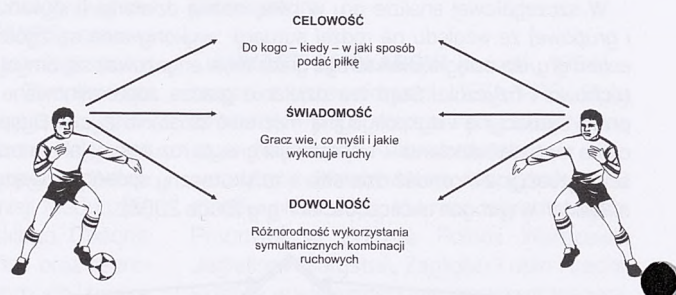 CELOWOŚĆ
Do kogo – kiedy – w jaki sposób
podać piłkę
ŚWIADOMOŚĆ
Gracz wie, co myśli i jakie
wykonuje ruchy
DOWOLNOŚĆ
Różnorodność wykorzystania
symultanicznych kombinacji
ruchowych